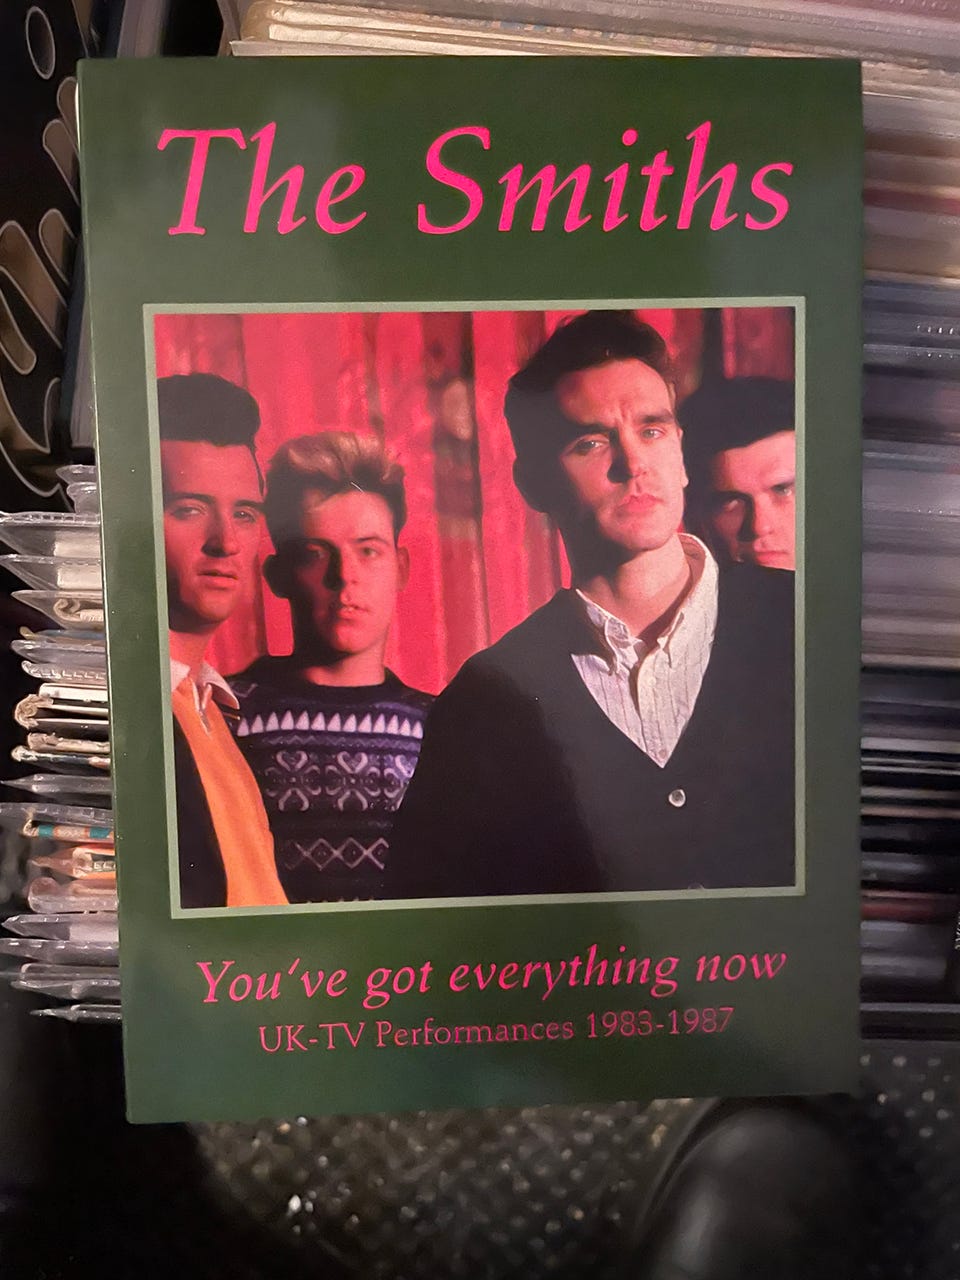 The Smiths
You've got everything now
UK-TV Performances 1983-1987